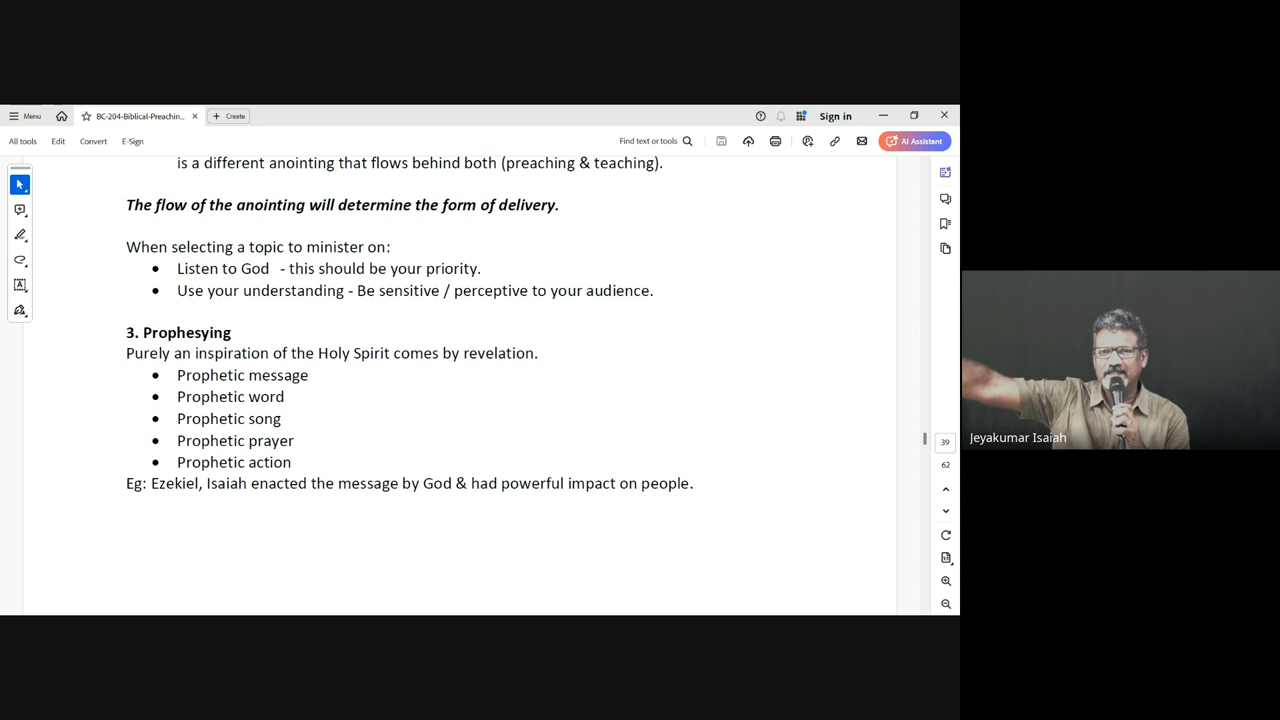 Menu
BC-204-Biblical-Preachin...
Create
Sign in
All tools
Edit
Convert
E-Sign
Find text or tools
AI Assistant
is a different anointing that flows behind both (preaching & teaching).
The flow of the anointing will determine the form of delivery.
When selecting a topic to minister on:
• Listen to God - this should be your priority.
• Use your understanding - Be sensitive / perceptive to your audience.
3. Prophesying
Purely an inspiration of the Holy Spirit comes by revelation.
• Prophetic message
• Prophetic word
• Prophetic song
• Prophetic prayer
• Prophetic action
Eg: Ezekiel, Isaiah enacted the message by God & had powerful impact on people.
39
62
Jeyakumar Isaiah